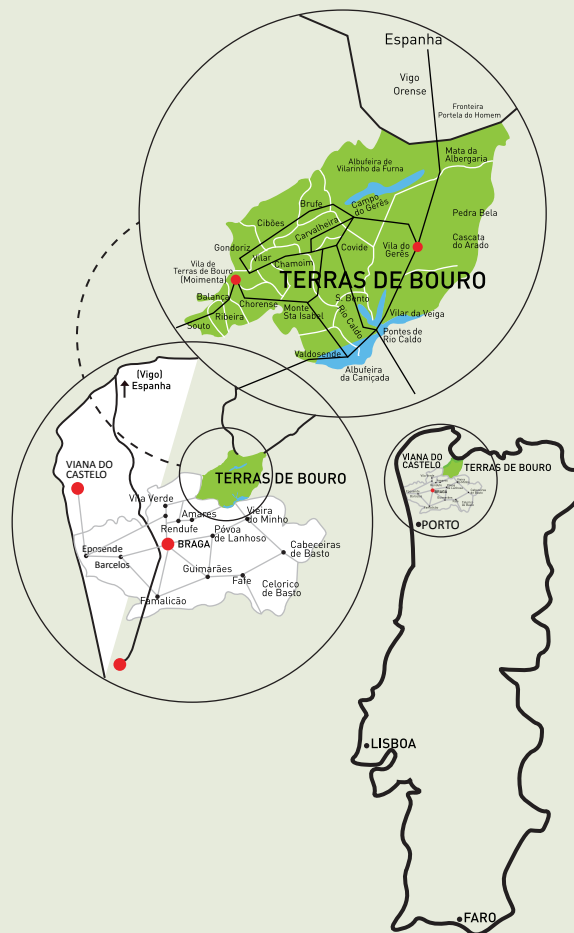 Espanha
Vigo
Orense
Fronteira
Portela do Homem
Mata da
Albergaria
Albufeira de
Vilarinho da Furna
Campo
do Gerês
Brufe
Carvalheira
Cibões
Pedra Bela
Cascata
do Arado
Gondoriz
Vilar
Chamoim
Covide
Vila do
Gerês
Vila de
Terras de Bouro
(Moimenta)
TERRAS DE BOURO
Balança
Chorense
Ribeira
Souto
Monte
Sta Isabel
S. Bento
Rio Caldo
Vilar da Veiga
Pontes de
Rio Caldo
Valdosende
Albufeira
da Caniçada
(Vigo)
Espanha
VIANA DO
CASTELO
TERRAS DE BOURO
Vila Verde
Amares
Rendufe
Vieira
do Minho
Póvoa
de Lanhoso
BRAGA
Cabeceiras
de Basto
Eposende
Barcelos
Guimarães
Fafe
Celorico
de Basto
Famalicão
VIANA DO
CASTELO
TERRAS DE BOURO
PORTO
LISBOA
FARO